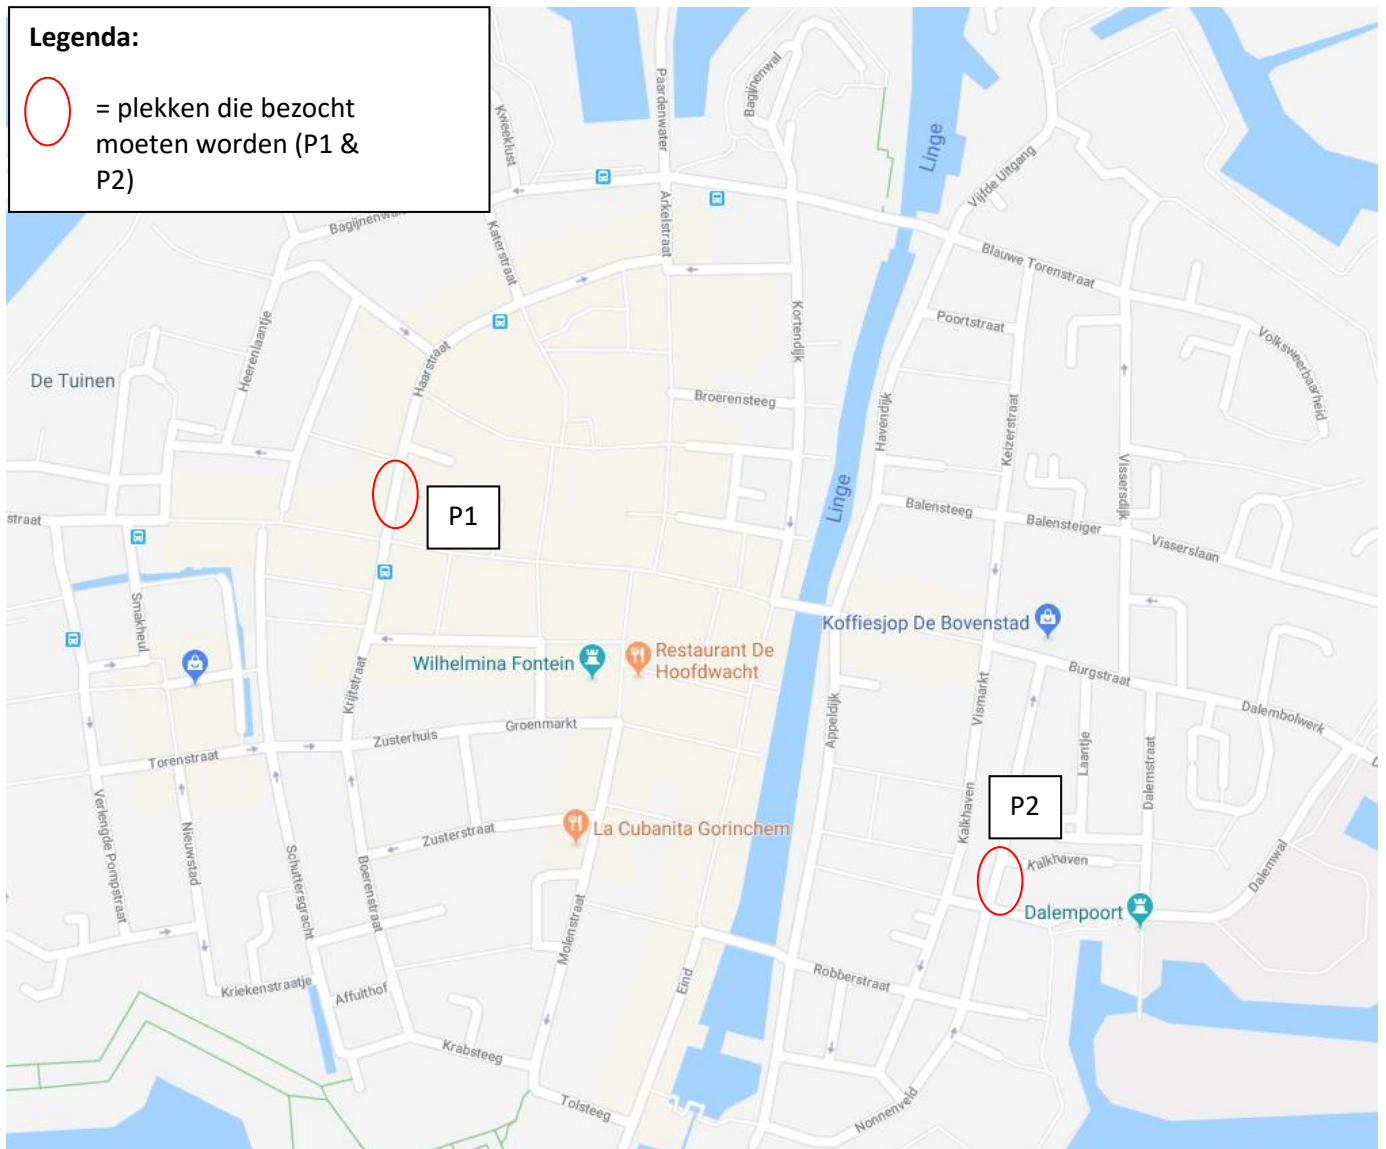 Legenda:
= plekken die bezocht
moeten worden (P1 &
P2)
Paardenwater
Bagijnenwal
Kweeklust
Linge
Vijfde Uitgang
Bagijnenwa
Katerstraat
Arkelstraat
Blauwe Torenstraat
Kortendijk
Poortstraat
Volksweerbaarheid
Heerenlaantje
Haarstraat
De Tuinen
Broerensteeg
Havendijk
Keizerstraat
Vissersdijk
Linge
P1
straat
Balensteeg
Balensteiger
Visserslaan
Smakheul
Koffiesjop De Bovenstad
Wilhelmina Fontein
Restaurant De
Hoofdwacht
Krijtstraat
Burgstraat
Vismarkt
Appeldijk
Dalembolwerk
Groenmarkt
Zusterhuis
Torenstraat
Laantje
Dalemstraat
D
P2
Kalkhaven
La Cubanita Gorinchem
Zusterstraat
Verlengde Pompstraat
Nieuwstad
Schuttersgracht
Boerenstraat
Kalkhaven
Dalemwal
Dalempoort
Molenstraat
Eind
Robberstraat
Kriekenstraatje
Affuithof
Krabsteeg
Tolsteeg
Nonnenveld